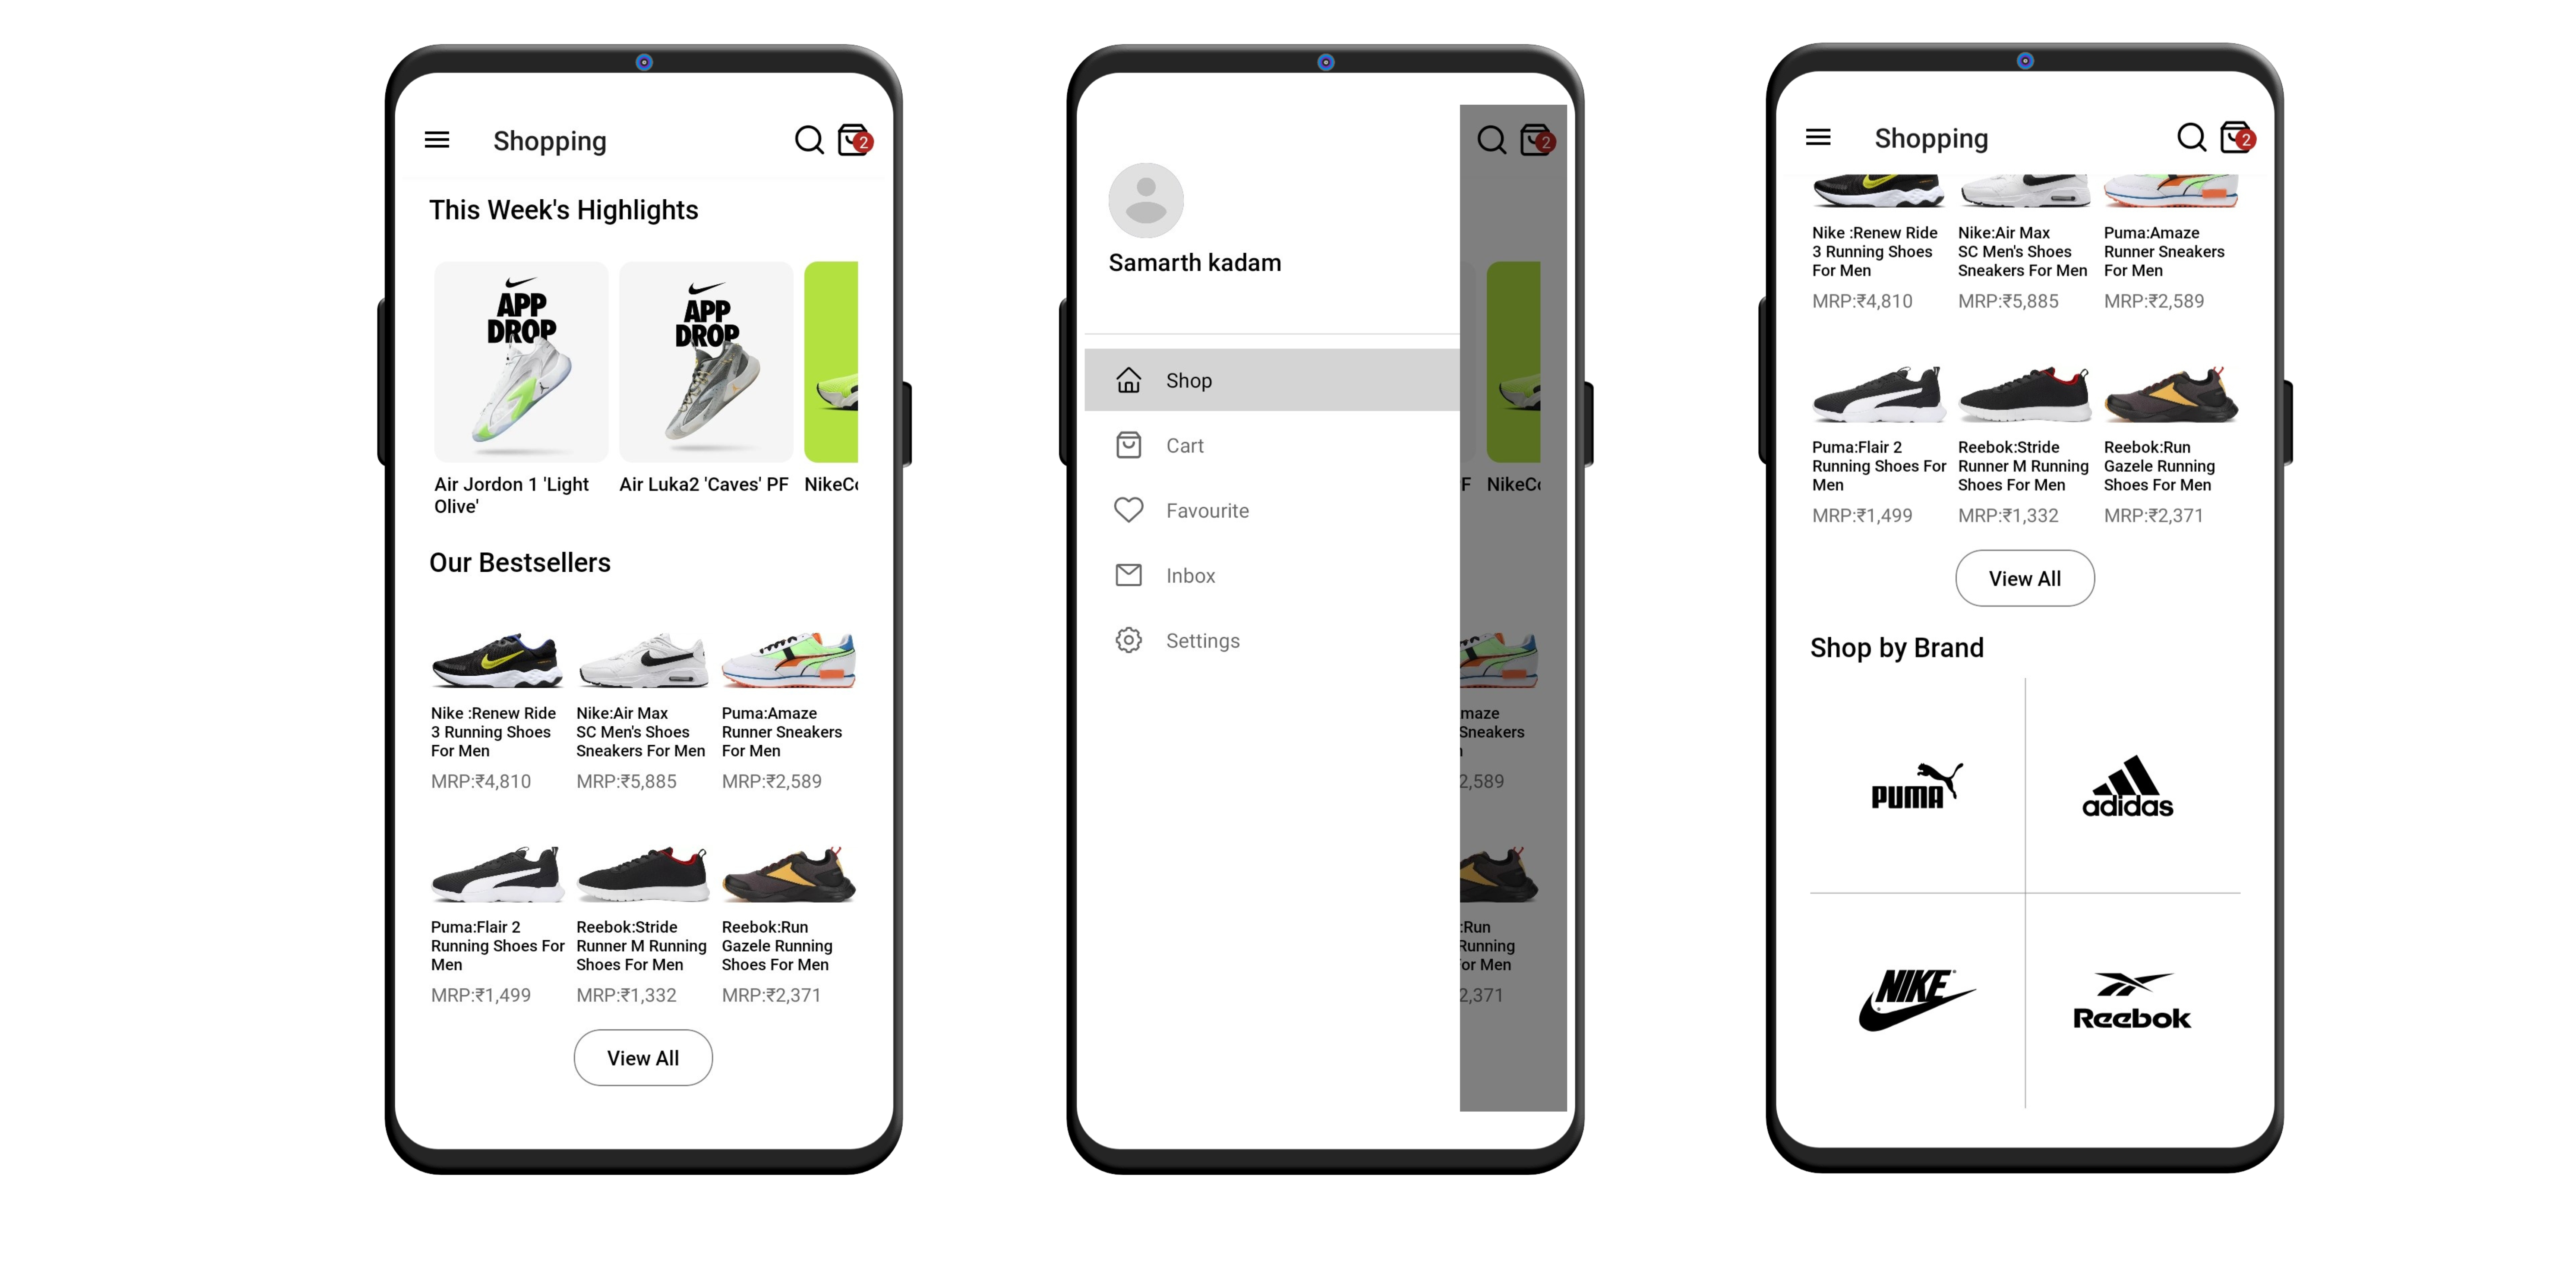 Shopping
2
This Week's Highlights
APP
DROP
APP
DROP
Air Jordon 1 'Light
Olive'
Air Luka2 'Caves' PF
NikeCo
Our Bestsellers
Nike :Renew Ride
3 Running Shoes
For Men
MRP:₹4,810
Nike:Air Max
SC Men's Shoes
Sneakers For Men
MRP:₹5,885
Puma:Amaze
Runner Sneakers
For Men
MRP:₹2,589
Puma:Flair 2
Running Shoes For
Men
MRP:₹1,499
Reebok:Stride
Runner M Running
Shoes For Men
MRP:₹1,332
Reebok:Run
Gazele Running
Shoes For Men
MRP:₹2,371
View All
2
Samarth kadam
Shop
Cart
Favourite
Inbox
Settings
F
NikeCo
maze
Sneakers
2,589
:Run
Running
or Men
2,371
Shopping
2
Nike :Renew Ride
3 Running Shoes
For Men
MRP:₹4,810
Nike:Air Max
SC Men's Shoes
Sneakers For Men
MRP:₹5,885
Puma:Amaze
Runner Sneakers
For Men
MRP:₹2,589
Puma:Flair 2
Running Shoes For
Men
MRP:₹1,499
Reebok:Stride
Runner M Running
Shoes For Men
MRP:₹1,332
Reebok:Run
Gazele Running
Shoes For Men
MRP:₹2,371
View All
Shop by Brand
PUMA
adidas
NIKE
Reebok